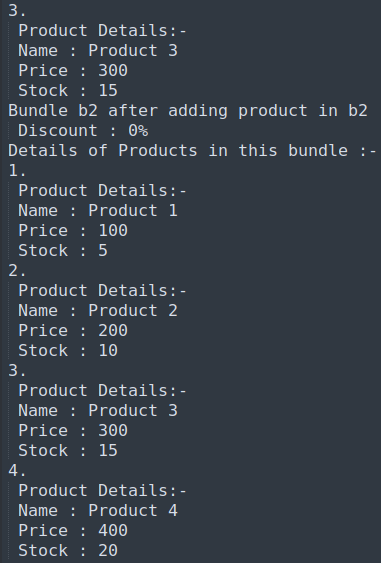 3.
Product Details:-
Name : Product 3
Price : 300
Stock : 15
Bundle b2 after adding product in b2
Discount : 0%
Details of Products in this bundle :-
1.
Product Details:-
Name : Product 1
Price : 100
Stock : 5
2.
Product Details:-
Name : Product 2
Price : 200
Stock : 10
3.
Product Details:-
Name : Product 3
Price : 300
Stock : 15
4.
Product Details:-
Name : Product 4
Price : 400
Stock : 20